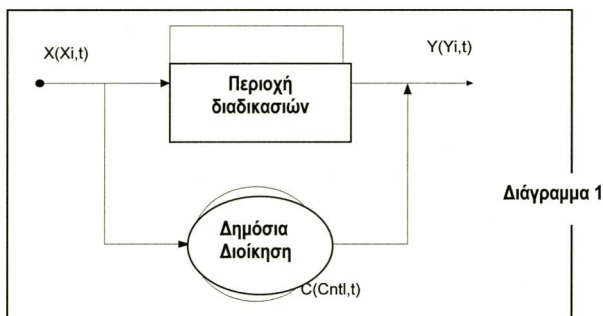 X(Xi,t)
Y(Yi,t)
Περιοχή
διαδικασιών
Διάγραμμα 1
Δημόσια
Διοίκηση
C(Cntl,t)